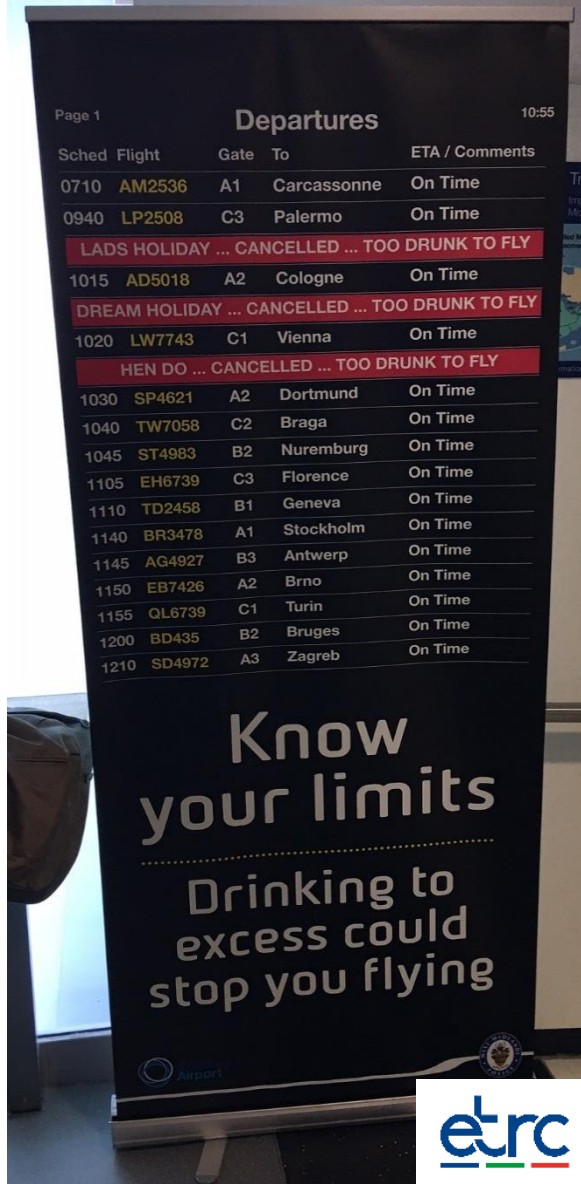 Page 1 Departures 10:55
Sched Flight Gate To ETA / Comments
0710 AM2536 A1 Carcassonne On Time
0940 LP2508 C3 Palermo On Time
LADS HOLIDAY ... CANCELLED ... TOO DRUNK TO FLY
1015 AD5018 A2 Cologne On Time
DREAM HOLIDAY ... CANCELLED ... TOO DRUNK TO FLY
1020 LW7743 C1 Vienna On Time
HEN DO ... CANCELLED ... TOO DRUNK TO FLY
1030 SP4621 A2 Dortmund On Time
1040 TW7058 C2 Braga On Time
1045 ST4983 B2 Nuremburg On Time
1105 EH6739 C3 Florence On Time
1110 TD2458 B1 Geneva On Time
1140 BR3478 A1 Stockholm On Time
1145 AG4927 B3 Antwerp On Time
1150 EB7426 A2 Brno On Time
1155 QL6739 C1 Turin On Time
1200 BD435 B2 Bruges On Time
1210 SD4972 A3 Zagreb On Time
Know
your limits
Drinking to
excess could
stop you flying
Airport
etrc